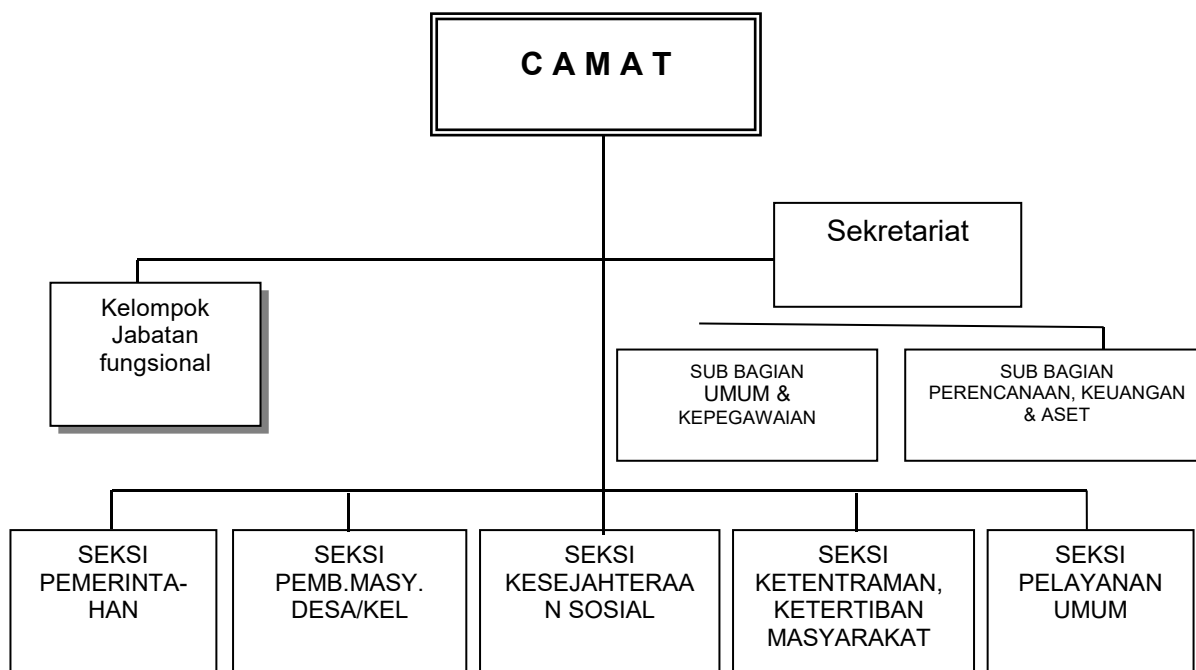 C A M A T
Sekretariat
Kelompok
Jabatan
fungsional
SUB BAGIAN
UMUM &
KEPEGAWAIAN
SUB BAGIAN
PERENCANAAN, KEUANGAN
& ASET
SEKSI
PEMERINTA-
HAN
SEKSI
PEMB.MASY.
DESA/KEL
SEKSI
KESEJAHTERAA
N SOSIAL
SEKSI
KETENTRAMAN,
KETERTIBAN
MASYARAKAT
SEKSI
PELAYANAN
UMUM